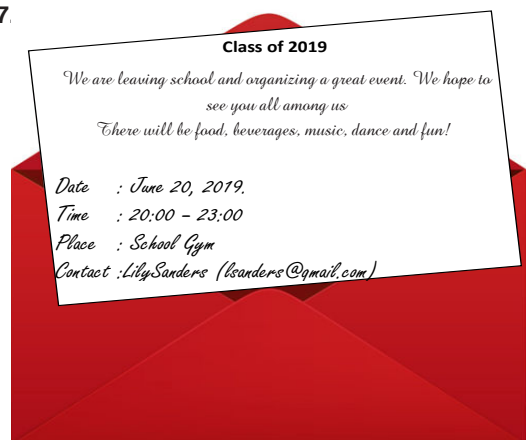 7.
Class of 2019
We are leaving school and organizing a great event. We hope to
see you all among us
There will be food, beverages, music, dance and fun!
Date : June 20, 2019.
Time : 20:00 – 23:00
Place : School Gym
Contact :LilySanders (lsanders@gmail.com)